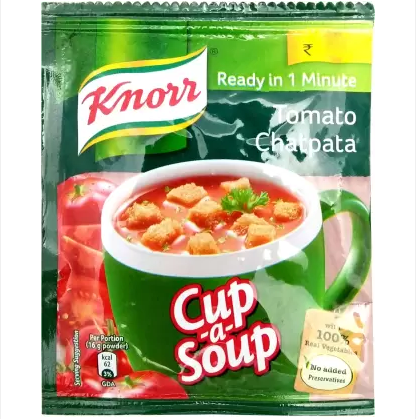 Knorr
₹
Ready in 1 Minute
Tomato
Chatpata
Cup
-a-
Soup
Per Portion
(16 g powder)
kcal
62
3%
GDA
Serving Suggestion
100%
Real Vegetables
No added
Preservatives